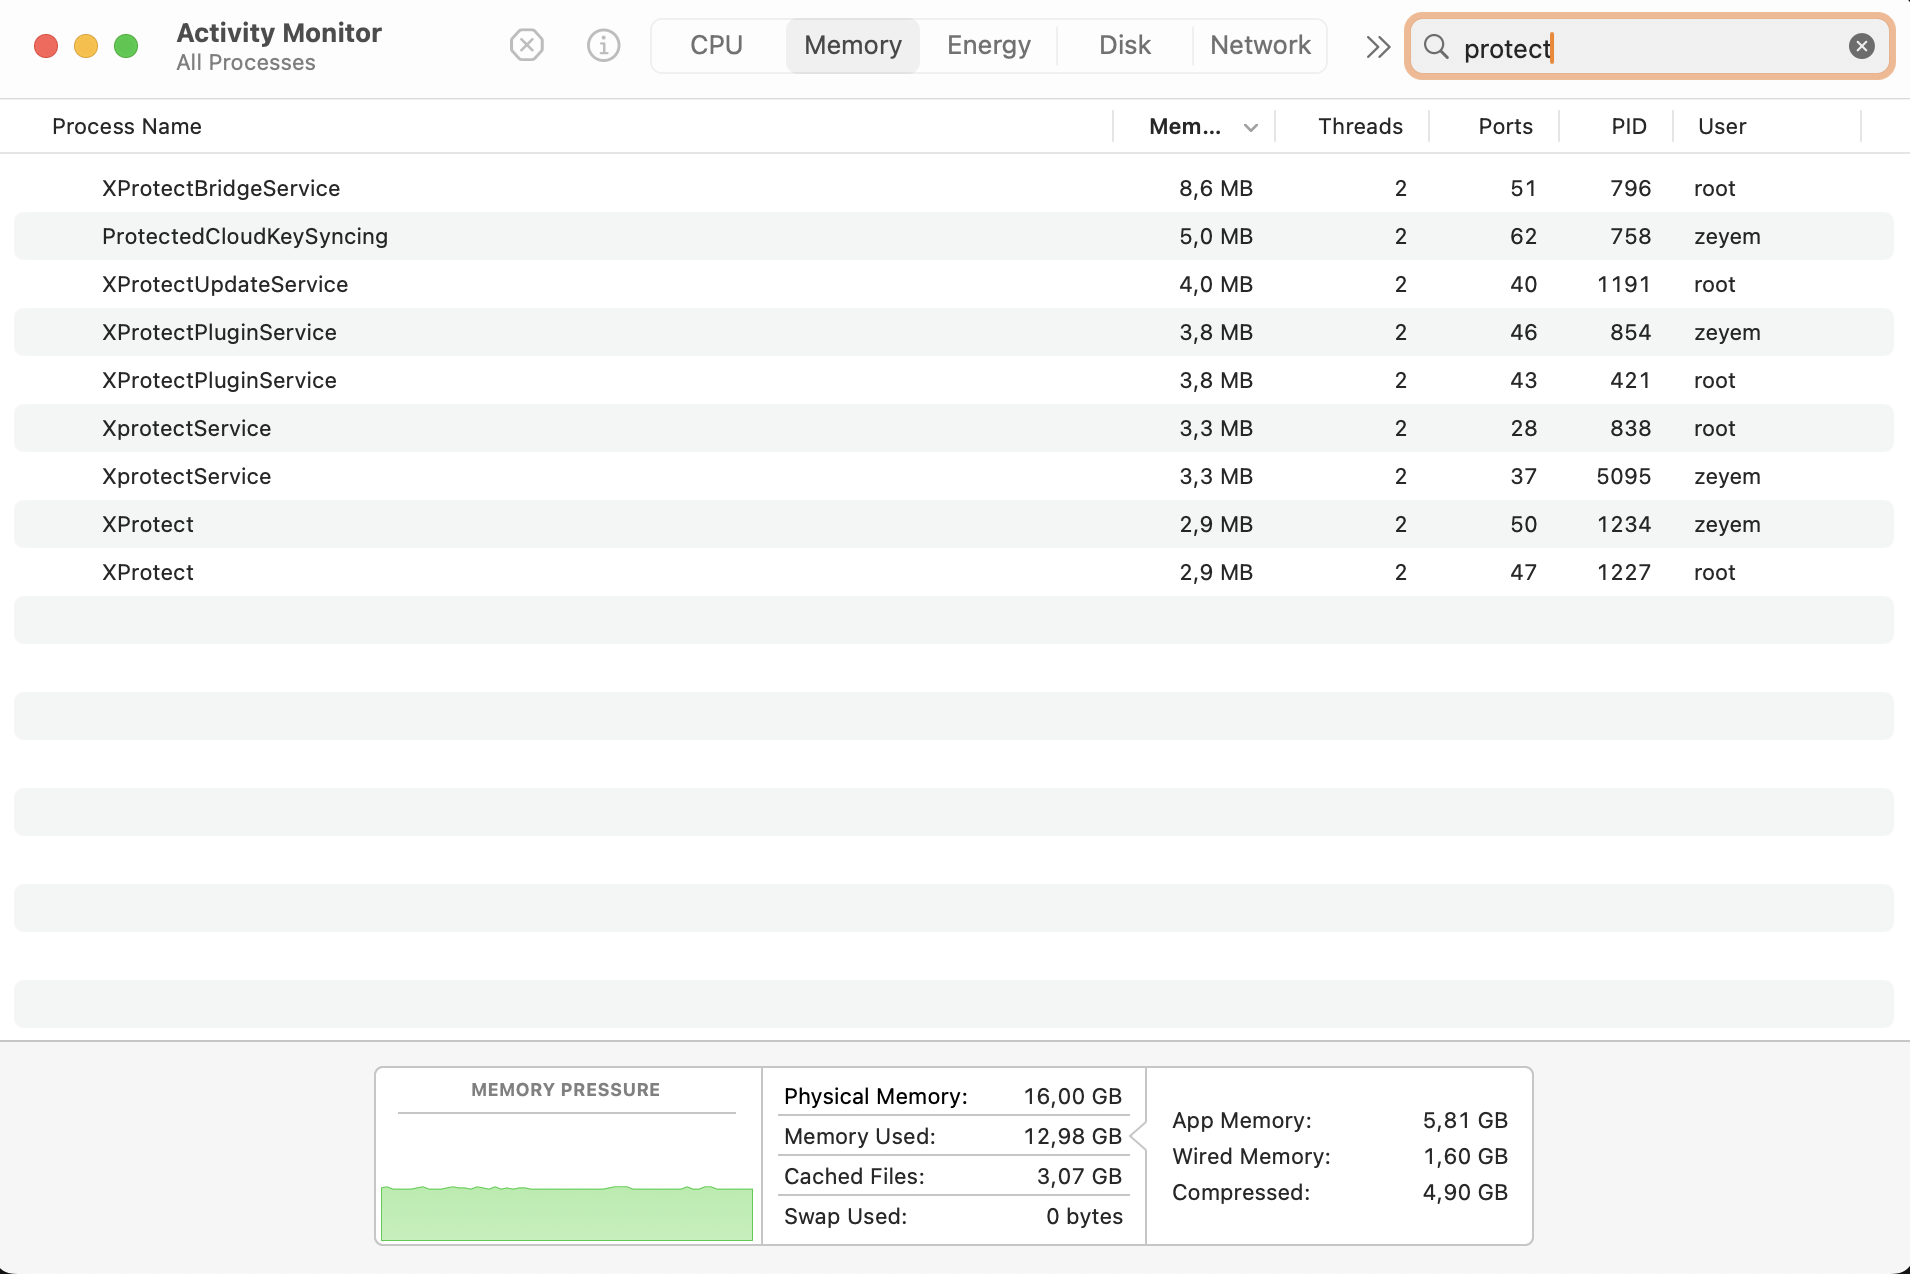 Activity Monitor
All Processes
CPU Memory Energy Disk Network
protect
Process Name Mem... Threads Ports PID User
XProtectBridgeService 8,6 MB 2 51 796 root
ProtectedCloudKeySyncing 5,0 MB 2 62 758 zeyem
XProtectUpdateService 4,0 MB 2 40 1191 root
XProtectPluginService 3,8 MB 2 46 854 zeyem
XProtectPluginService 3,8 MB 2 43 421 root
XprotectService 3,3 MB 2 28 838 root
XprotectService 3,3 MB 2 37 5095 zeyem
XProtect 2,9 MB 2 50 1234 zeyem
XProtect 2,9 MB 2 47 1227 root
MEMORY PRESSURE
Physical Memory: 16,00 GB
Memory Used: 12,98 GB
Cached Files: 3,07 GB
Swap Used: 0 bytes
App Memory: 5,81 GB
Wired Memory: 1,60 GB
Compressed: 4,90 GB